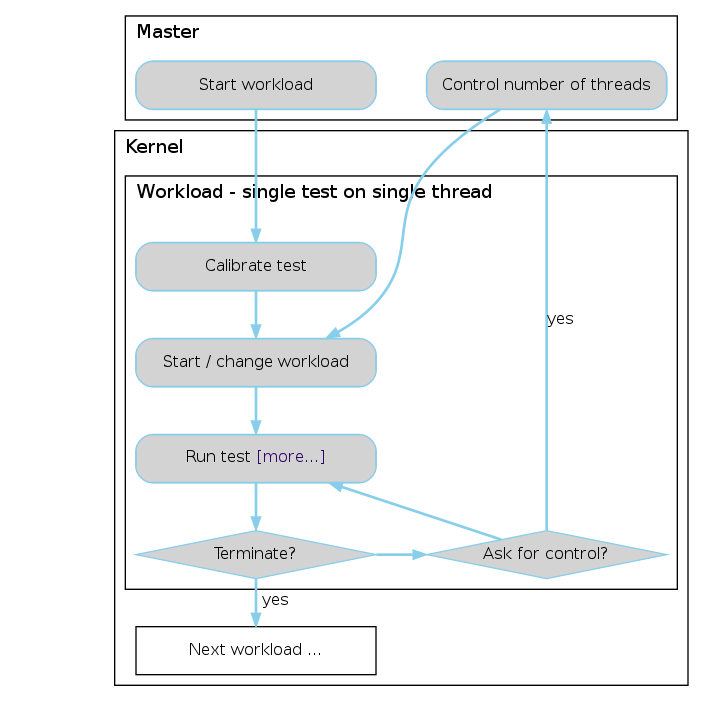 Master
Start workload
Control number of threads
Kernel
Workload - single test on single thread
Calibrate test
yes
Start / change workload
Run test [more...]
Terminate?
Ask for control?
yes
Next workload ...